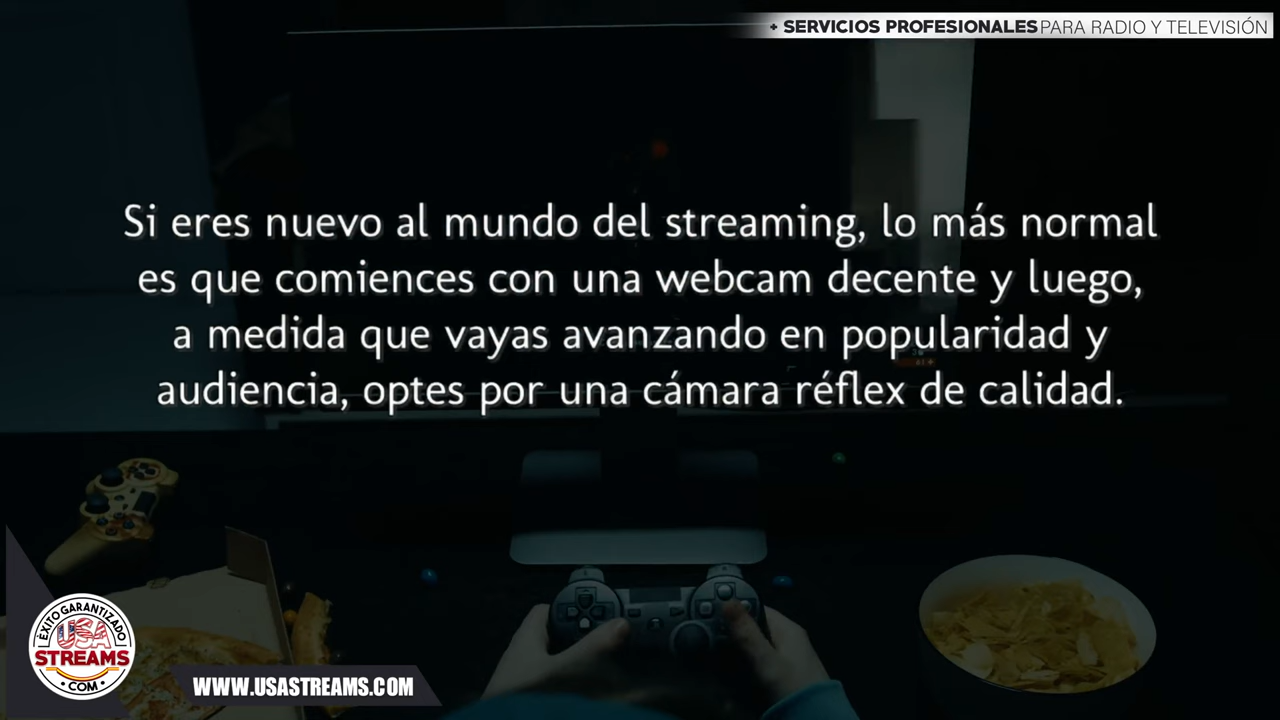 + SERVICIOS PROFESIONALES PARA RADIO Y TELEVISIÓN
Si eres nuevo al mundo del streaming, lo más normal
es que comiences con una webcam decente y luego,
a medida que vayas avanzando en popularidad y
audiencia, optes por una cámara réflex de calidad.
ÉXITO GARANTIZADO
USA
STREAMS
.COM
WWW.USASTREAMS.COM